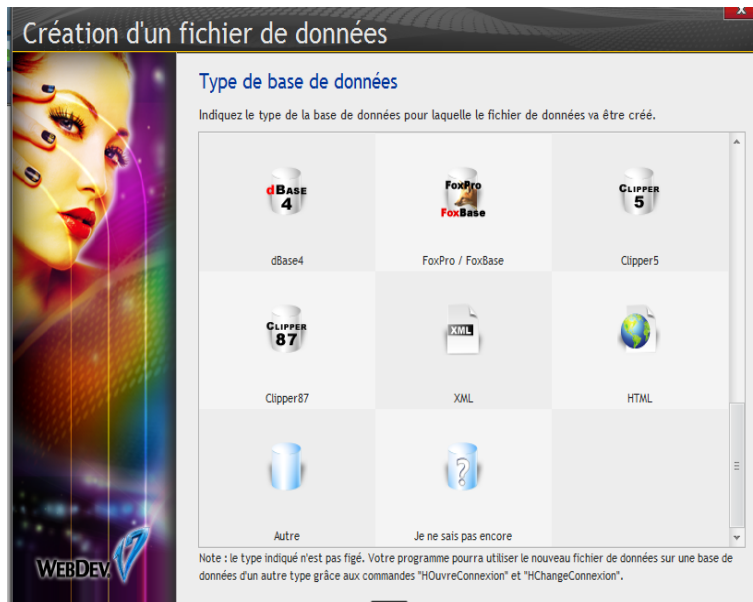 Création d'un fichier de données
x
Type de base de données
Indiquez le type de la base de données pour laquelle le fichier de données va être créé.
dBASE
4
FoxPro
FoxBase
CLIPPER
5
dBase4
FoxPro / FoxBase
Clipper5
CLIPPER
87
XML
Clipper87
XML
HTML
?
Autre
Je ne sais pas encore
Note : le type indiqué n'est pas figé. Votre programme pourra utiliser le nouveau fichier de données sur une base de
données d'un autre type grâce aux commandes "HOuvreConnexion" et "HChangeConnexion".
WEBDEV. 17